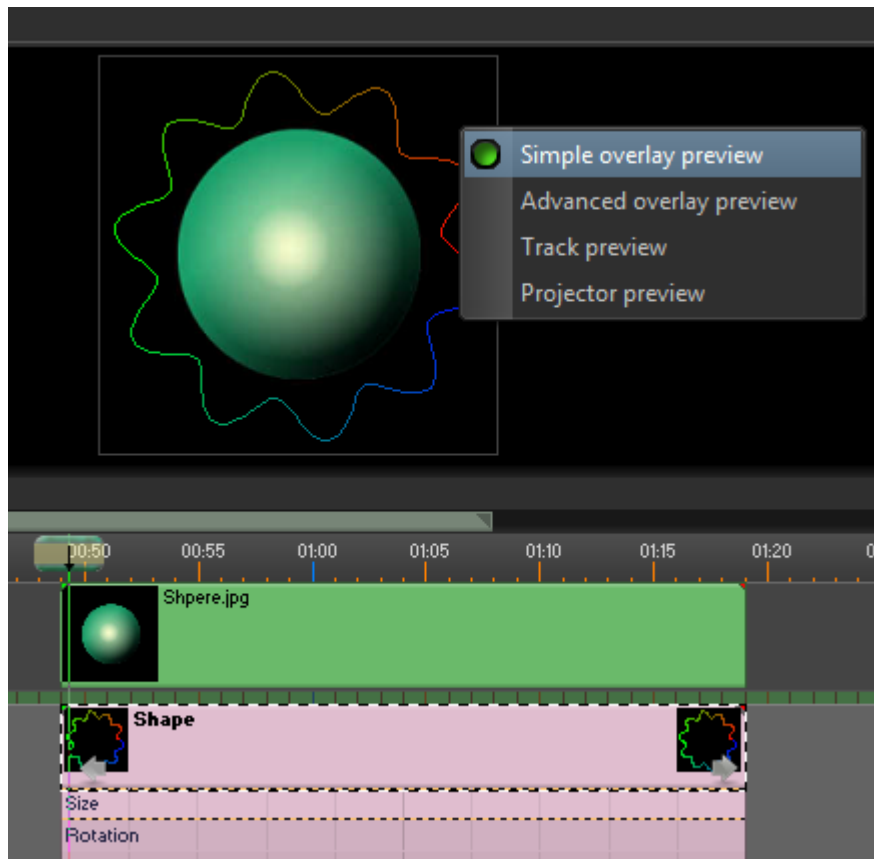 Simple overlay preview
Advanced overlay preview
Track preview
Projector preview
00:50 00:55 01:00 01:05 01:10 01:15 01:20 0
Shpere.jpg
Shape
Size
Rotation